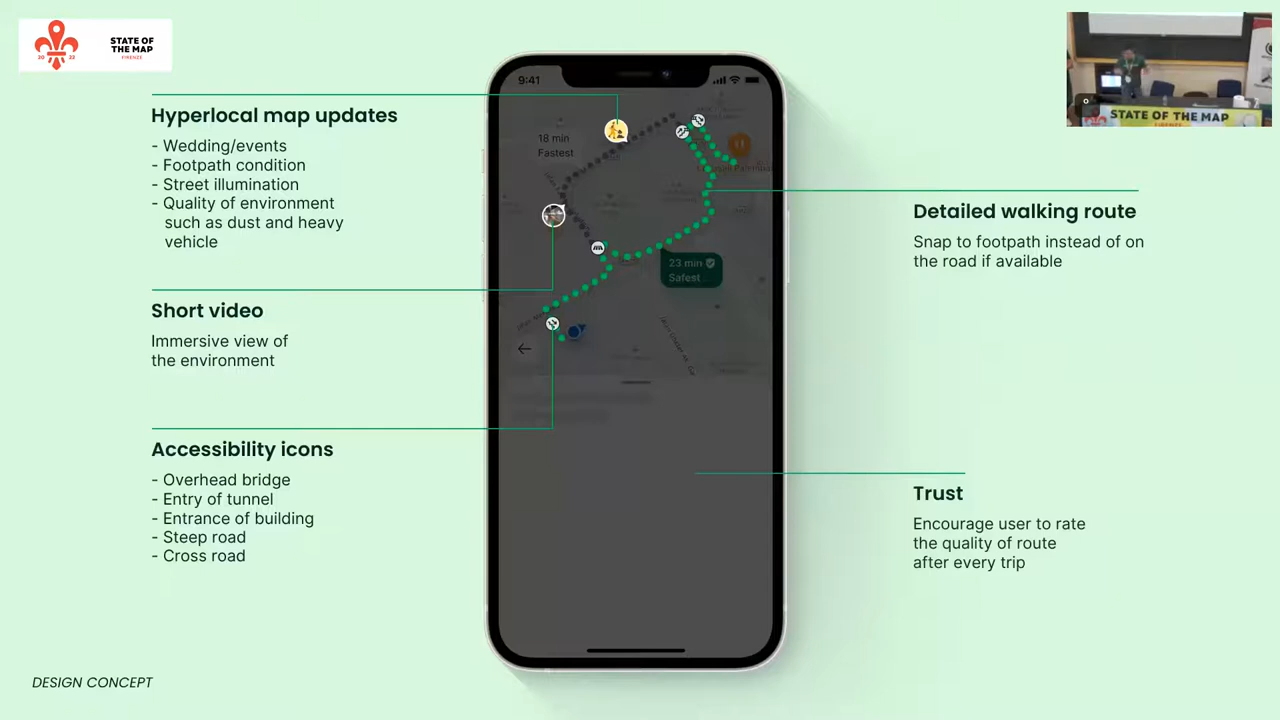 STATE OF
THE MAP
FIRENZE
20 22
Hyperlocal map updates
- Wedding/events
- Footpath condition
- Street illumination
- Quality of environment
such as dust and heavy
vehicle
Short video
Immersive view of
the environment
Accessibility icons
- Overhead bridge
- Entry of tunnel
- Entrance of building
- Steep road
- Cross road
9:41
18 min
Fastest
23 min
Safest
STATE OF THE MAP
Detailed walking route
Snap to footpath instead of on
the road if available
Trust
Encourage user to rate
the quality of route
after every trip
DESIGN CONCEPT